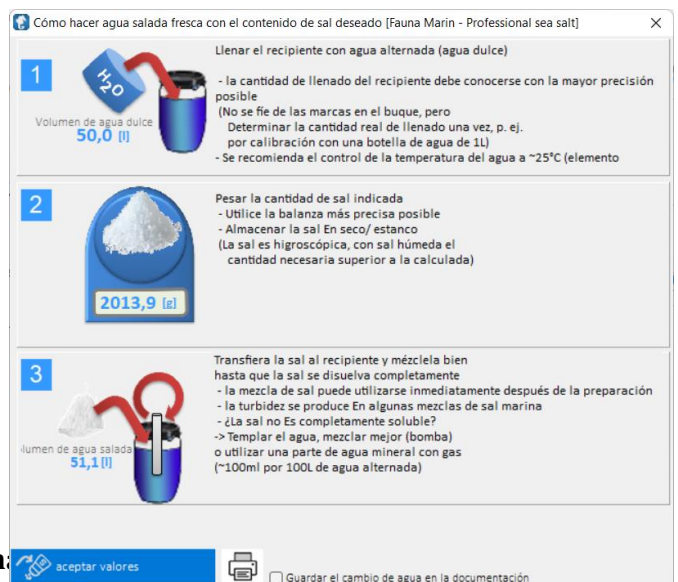 Cómo hacer agua salada fresca con el contenido de sal deseado [Fauna Marin - Professional sea salt]
1
H2O
Volumen de agua dulce
50,0 [l]
Llenar el recipiente con agua alternada (agua dulce)
- la cantidad de llenado del recipiente debe conocerse con la mayor precisión
posible
(No se fíe de las marcas en el buque, pero
Determinar la cantidad real de llenado una vez, p. ej.
por calibración con una botella de agua de 1L)
- Se recomienda el control de la temperatura del agua a ~25°C (elemento
2
2013,9 [g]
Pesar la cantidad de sal indicada
- Utilice la balanza más precisa posible
- Almacenar la sal En seco/ estanco
(La sal es higroscópica, con sal húmeda el
cantidad necesaria superior a la calculada)
3
lumen de agua salada
51,1 [l]
Transfiera la sal al recipiente y mézclela bien
hasta que la sal se disuelva completamente
- la mezcla de sal puede utilizarse inmediatamente después de la preparación
- la turbidez se produce En algunas mezclas de sal marina
- ¿La sal no Es completamente soluble?
-> Templar el agua, mezclar mejor (bomba)
o utilizar una parte de agua mineral con gas
(~100ml por 100L de agua alternada)
aceptar valores
Guardar el cambio de agua en la documentación